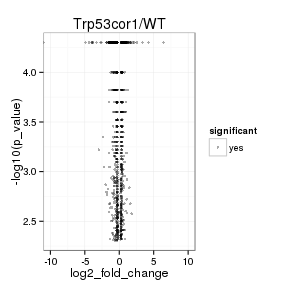 Trp53cor1/WT
-log10(p_value)
4.0
3.5
3.0
2.5
-10 -5 0 5 10
log2_fold_change
significant
yes